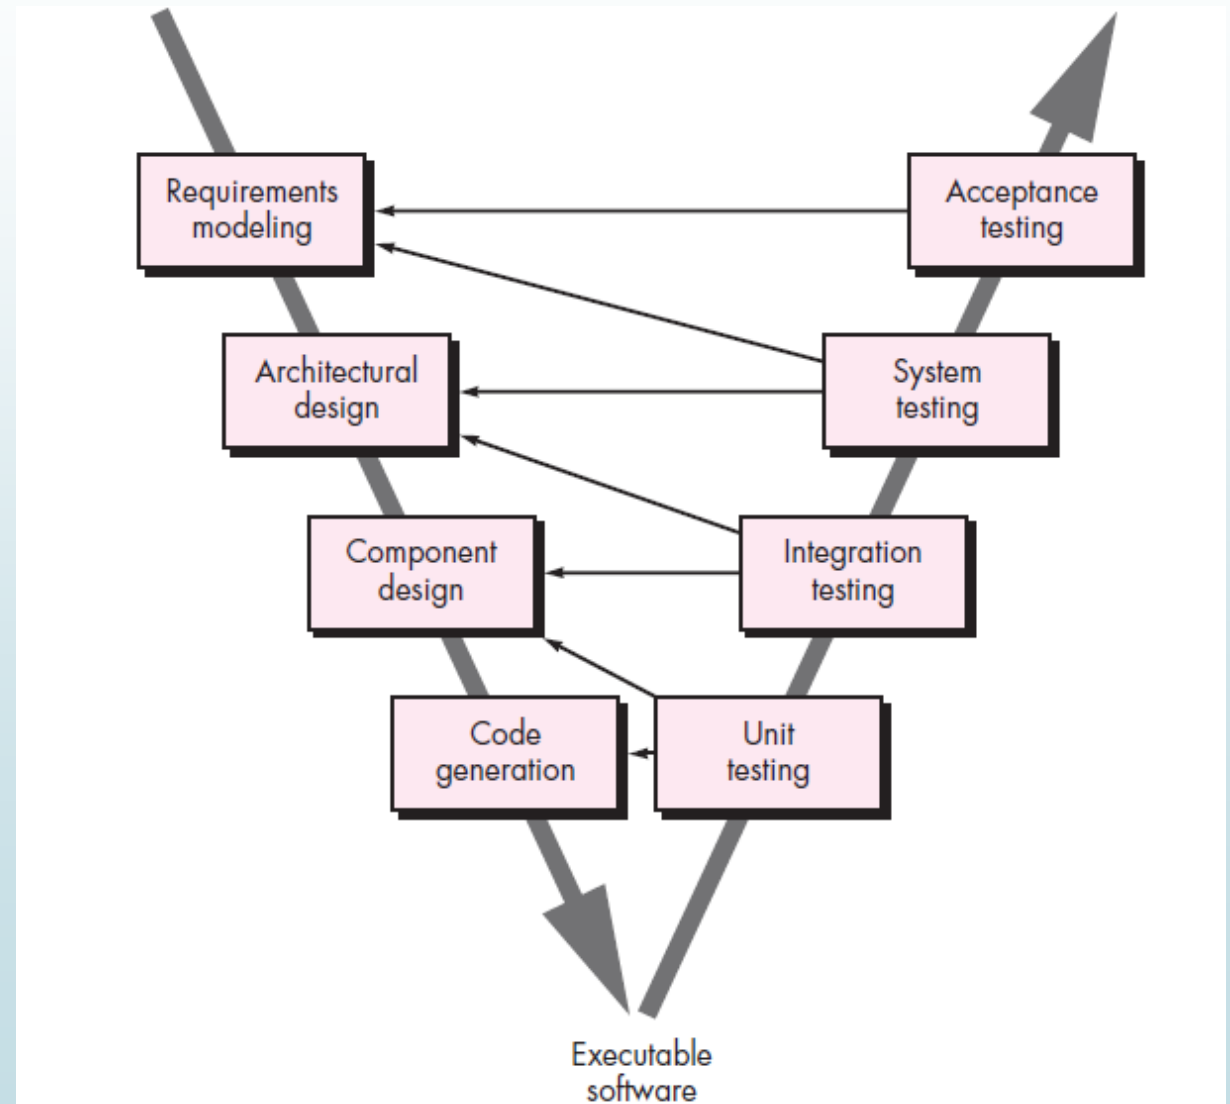 Requirements
modeling
Acceptance
testing
Architectural
design
System
testing
Component
design
Integration
testing
Code
generation
Unit
testing
Executable
software